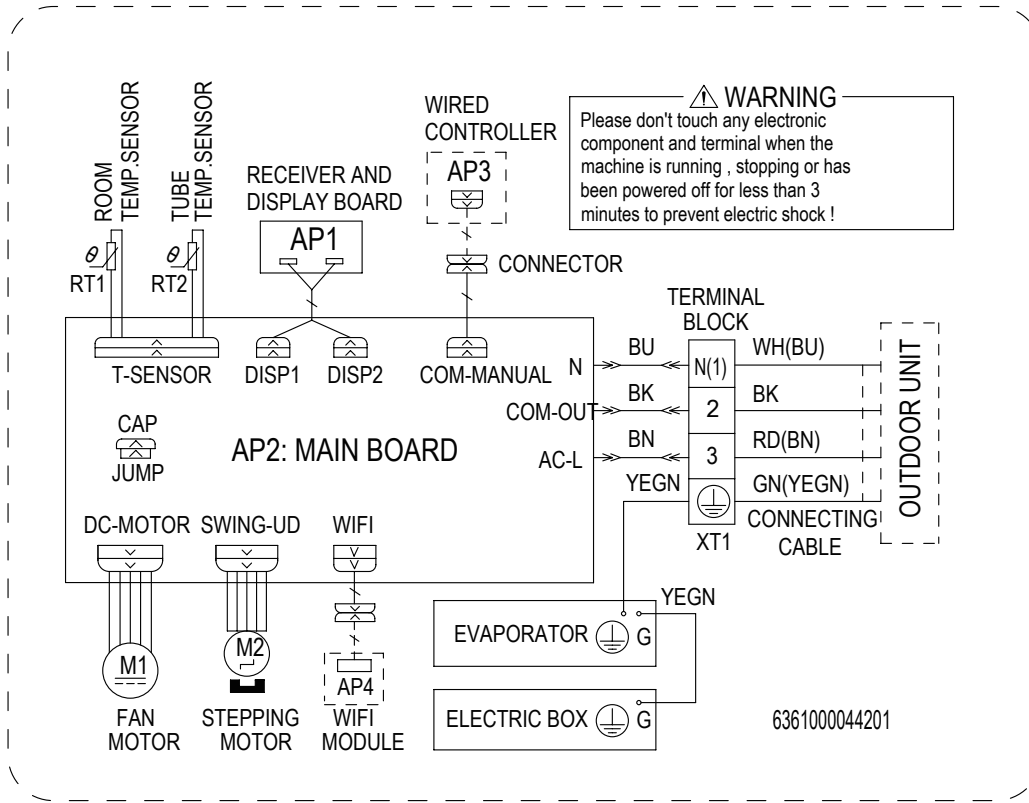 ROOM
TEMP.SENSOR
TUBE
TEMP.SENSOR
θ
RT1
θ
RT2
RECEIVER AND
DISPLAY BOARD
AP1
WIRED
CONTROLLER
AP3
CONNECTOR
WARNING
Please don't touch any electronic
component and terminal when the
machine is running , stopping or has
been powered off for less than 3
minutes to prevent electric shock !
T-SENSOR
DISP1
DISP2
COM-MANUAL
N
COM-OUT
AC-L
CAP
JUMP
AP2: MAIN BOARD
TERMINAL
BLOCK
BU
N(1)
WH(BU)
BK
2
BK
BN
3
RD(BN)
YEGN
GN(YEGN)
XT1
CONNECTING
CABLE
OUTDOOR UNIT
DC-MOTOR
SWING-UD
WIFI
M1
FAN
MOTOR
M2
STEPPING
MOTOR
AP4
WIFI
MODULE
YEGN
EVAPORATOR
G
ELECTRIC BOX
G
6361000044201